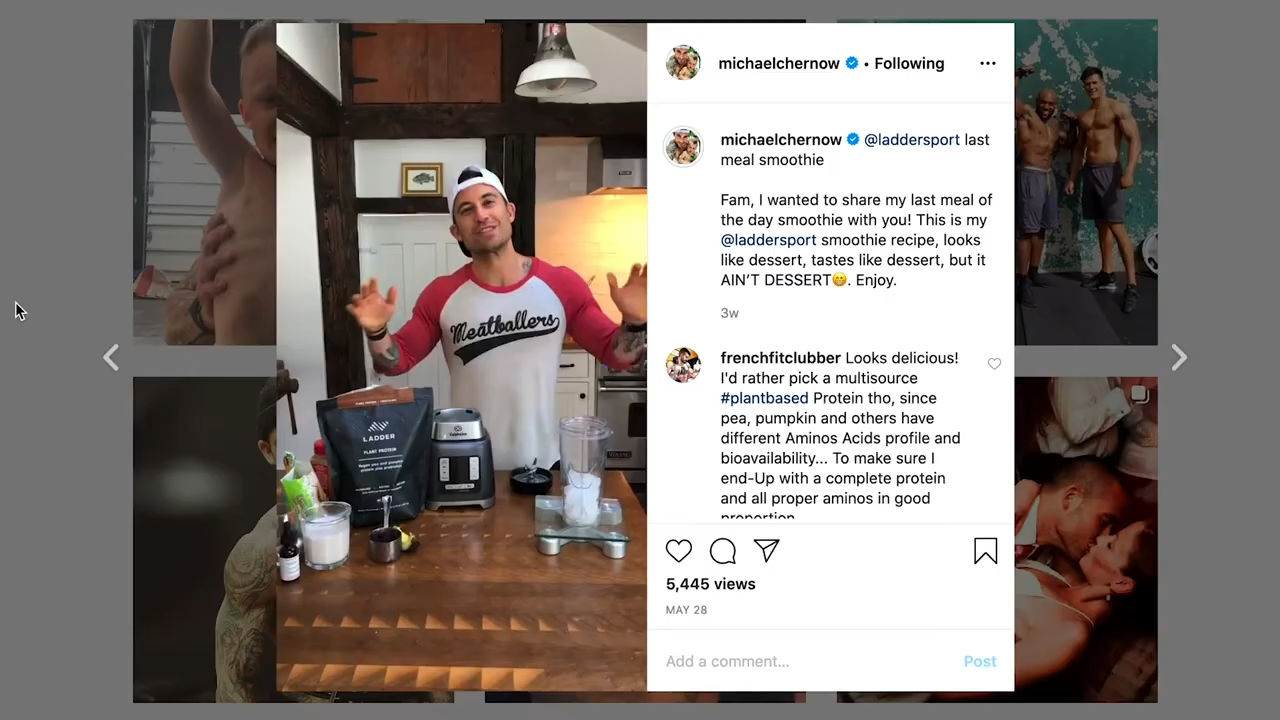 michaelchernow • Following
michaelchernow @laddersport last
meal smoothie
Fam, I wanted to share my last meal of
the day smoothie with you! This is my
@laddersport smoothie recipe, looks
like dessert, tastes like dessert, but it
AIN'T DESSERT😁. Enjoy.
3w
frenchfitclubber Looks delicious!
I'd rather pick a multisource
#plantbased Protein tho, since
pea, pumpkin and others have
different Aminos Acids profile and
bioavailability... To make sure I
end-Up with a complete protein
and all proper aminos in good
proportion
5,445 views
MAY 28
Add a comment... Post
Meatballers
LADDER
PLANT PROTEIN